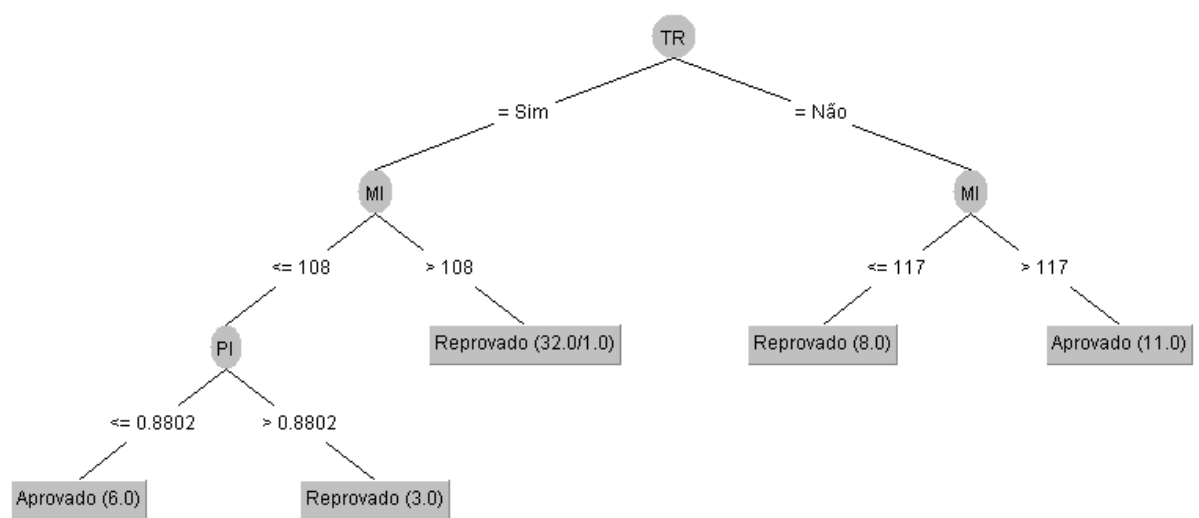 TR
= Sim
= Não
MI
MI
<= 108
> 108
<= 117
> 117
PI
Reprovado (32.0/1.0)
Reprovado (8.0)
Aprovado (11.0)
<= 0.8802
> 0.8802
Aprovado (6.0)
Reprovado (3.0)